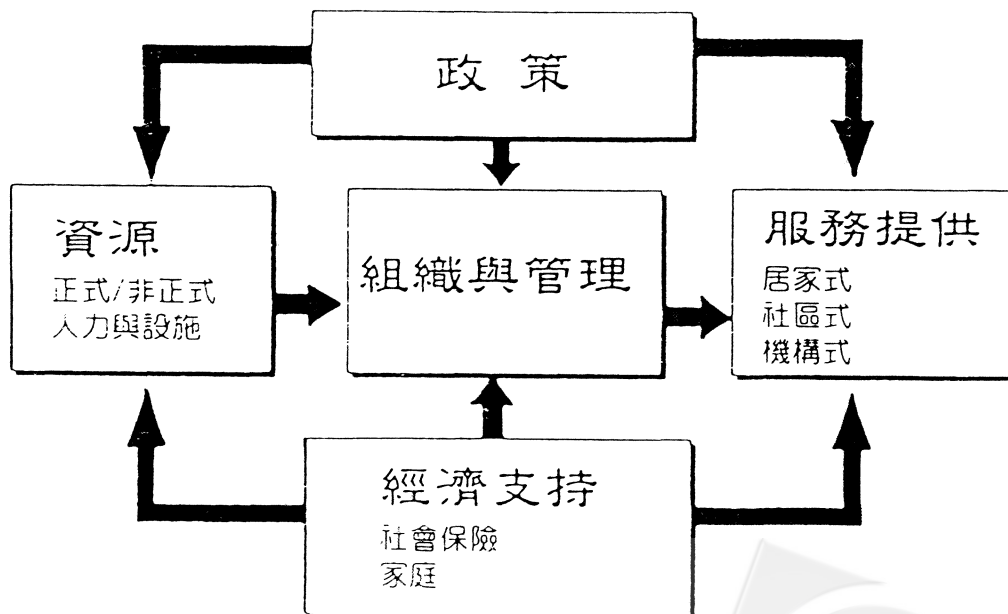 政策
資源
正式/非正式
人力與設施
組織與管理
服務提供
居家式
社區式
機構式
經濟支持
社會保險
家庭